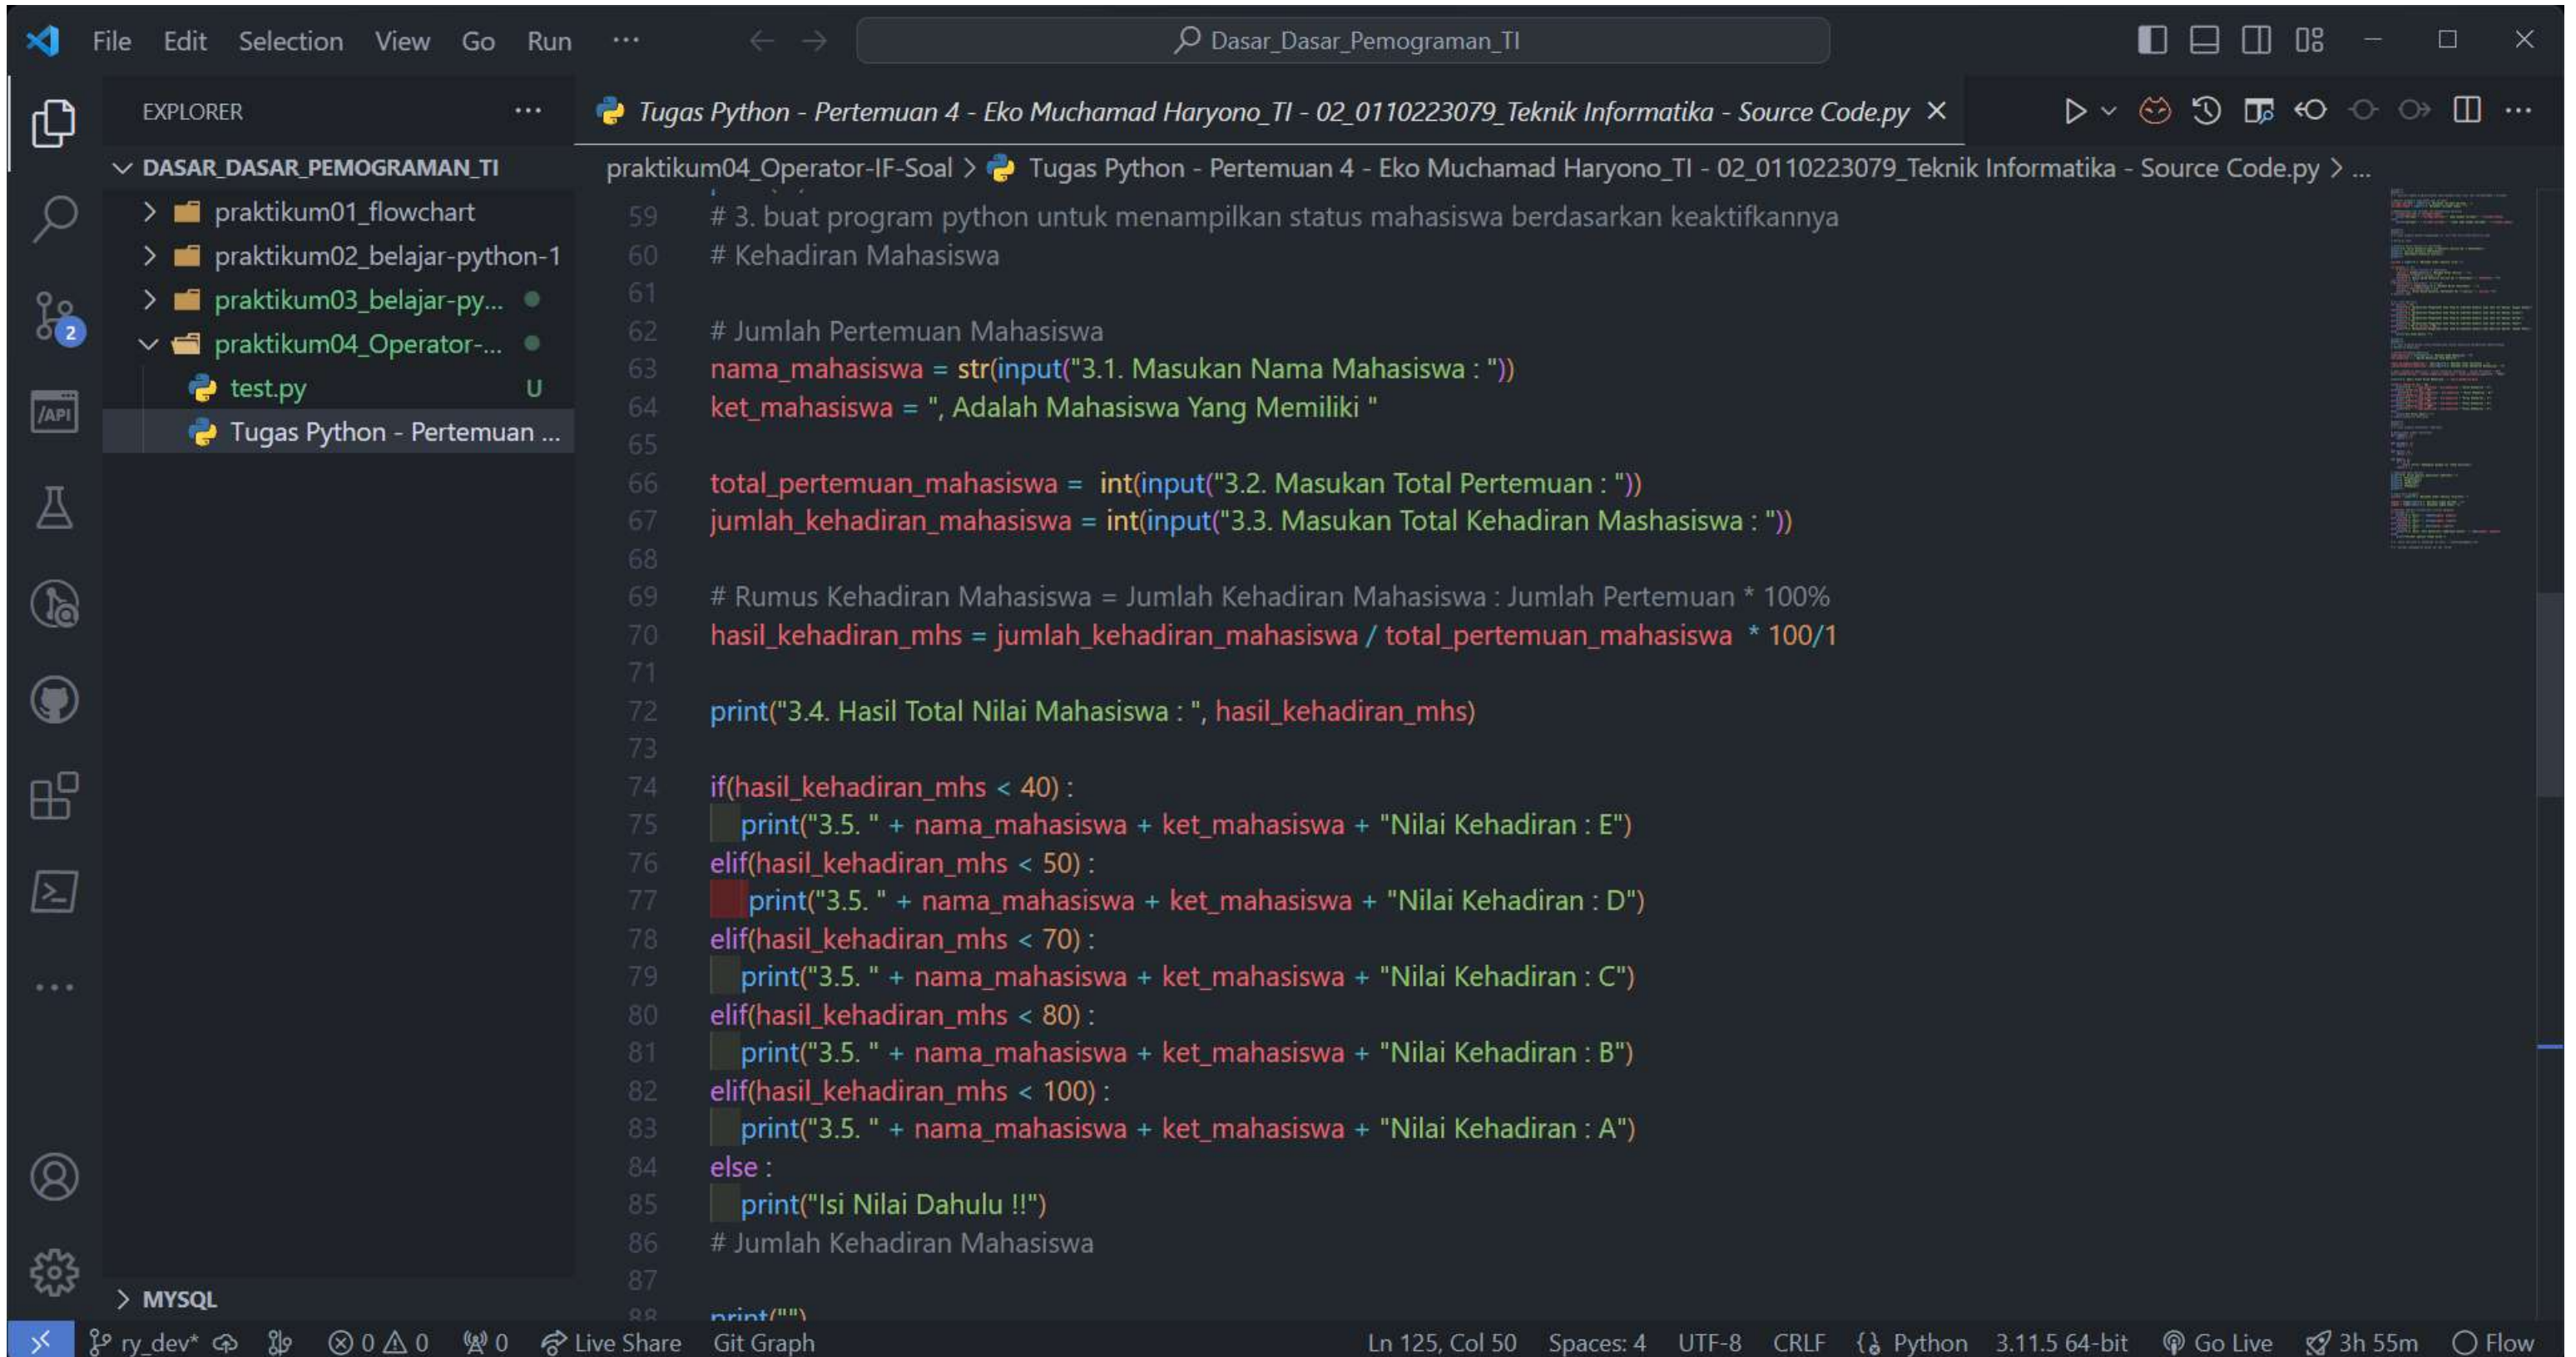 File Edit Selection View Go Run ...
Dasar_Dasar_Pemograman_TI
EXPLORER ...
DASAR_DASAR_PEMOGRAMAN_TI
praktikum01_flowchart
praktikum02_belajar-python-1
praktikum03_belajar-py...
praktikum04_Operator-...
test.py U
Tugas Python - Pertemuan ...
MYSQL
2
/API
Tugas Python - Pertemuan 4 - Eko Muchamad Haryono_TI - 02_0110223079_Teknik Informatika - Source Code.py
praktikum04_Operator-IF-Soal > Tugas Python - Pertemuan 4 - Eko Muchamad Haryono_TI - 02_0110223079_Teknik Informatika - Source Code.py > ...
59 # 3. buat program python untuk menampilkan status mahasiswa berdasarkan keaktifkannya
60 # Kehadiran Mahasiswa
61
62 # Jumlah Pertemuan Mahasiswa
63 nama_mahasiswa = str(input("3.1. Masukan Nama Mahasiswa : "))
64 ket_mahasiswa = ", Adalah Mahasiswa Yang Memiliki "
65
66 total_pertemuan_mahasiswa =  int(input("3.2. Masukan Total Pertemuan : "))
67 jumlah_kehadiran_mahasiswa = int(input("3.3. Masukan Total Kehadiran Mashasiswa : "))
68
69 # Rumus Kehadiran Mahasiswa = Jumlah Kehadiran Mahasiswa : Jumlah Pertemuan * 100%
70 hasil_kehadiran_mhs = jumlah_kehadiran_mahasiswa / total_pertemuan_mahasiswa  * 100/1
71
72 print("3.4. Hasil Total Nilai Mahasiswa : ", hasil_kehadiran_mhs)
73
74 if(hasil_kehadiran_mhs < 40) :
75     print("3.5. " + nama_mahasiswa + ket_mahasiswa + "Nilai Kehadiran : E")
76 elif(hasil_kehadiran_mhs < 50) :
77      print("3.5. " + nama_mahasiswa + ket_mahasiswa + "Nilai Kehadiran : D")
78 elif(hasil_kehadiran_mhs < 70) :
79     print("3.5. " + nama_mahasiswa + ket_mahasiswa + "Nilai Kehadiran : C")
80 elif(hasil_kehadiran_mhs < 80) :
81     print("3.5. " + nama_mahasiswa + ket_mahasiswa + "Nilai Kehadiran : B")
82 elif(hasil_kehadiran_mhs < 100) :
83     print("3.5. " + nama_mahasiswa + ket_mahasiswa + "Nilai Kehadiran : A")
84 else :
85     print("Isi Nilai Dahulu !!")
86 # Jumlah Kehadiran Mahasiswa
87
88 print("")
ry_dev* 0 0 0 Live Share Git Graph Ln 125, Col 50 Spaces: 4 UTF-8 CRLF Python 3.11.5 64-bit Go Live 3h 55m Flow